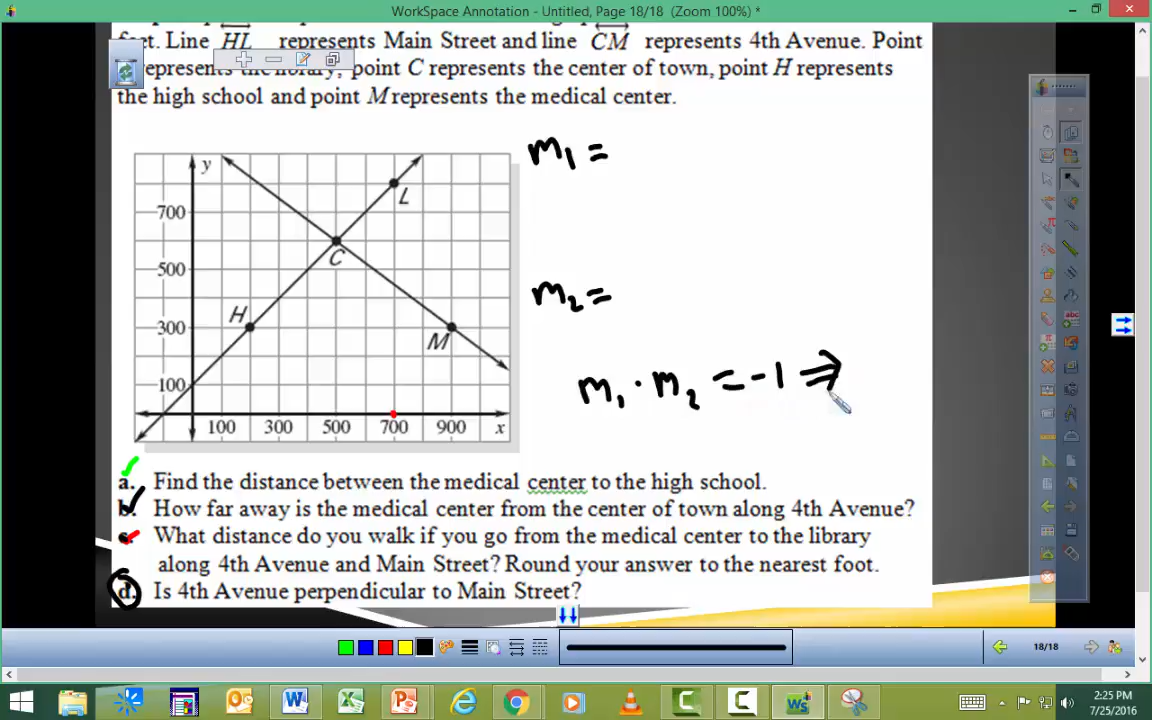 WorkSpace Annotation - Untitled, Page 18/18 (Zoom 100%) *
feet. Line HL represents Main Street and line CM represents 4th Avenue. Point
represents the library, point C represents the center of town, point H represents
the high school and point M represents the medical center.
m₁ =
y
L
700
C
500
m₂ =
H
300
M
m₁ · m₂ = -1 ⇒
100
100 300 500 700 900 x
a. Find the distance between the medical center to the high school.
b. How far away is the medical center from the center of town along 4th Avenue?
c. What distance do you walk if you go from the medical center to the library
along 4th Avenue and Main Street? Round your answer to the nearest foot.
d. Is 4th Avenue perpendicular to Main Street?
18/18
2:25 PM
7/25/2016